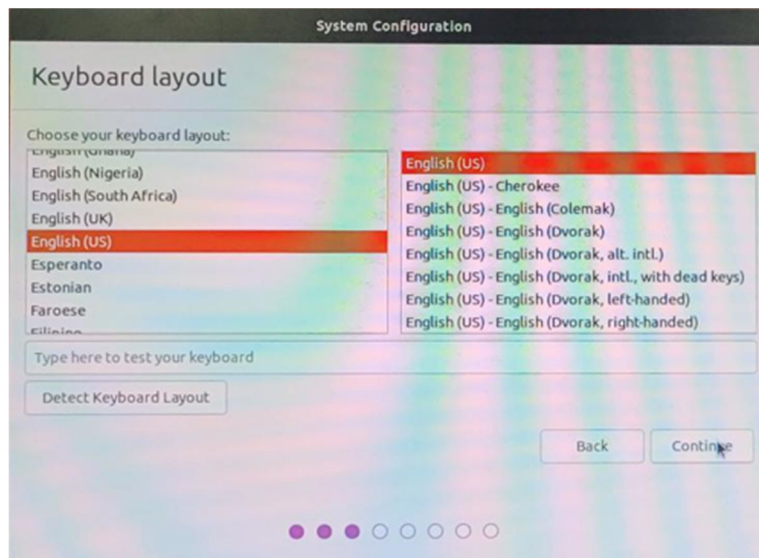 System Configuration
Keyboard layout
Choose your keyboard layout:
English (Ghana)
English (Nigeria)
English (South Africa)
English (UK)
English (US)
Esperanto
Estonian
Faroese
Filipino
English (US)
English (US) - Cherokee
English (US) - English (Colemak)
English (US) - English (Dvorak)
English (US) - English (Dvorak, alt. intl.)
English (US) - English (Dvorak, intl., with dead keys)
English (US) - English (Dvorak, left-handed)
English (US) - English (Dvorak, right-handed)
Type here to test your keyboard
Detect Keyboard Layout
Back
Continue